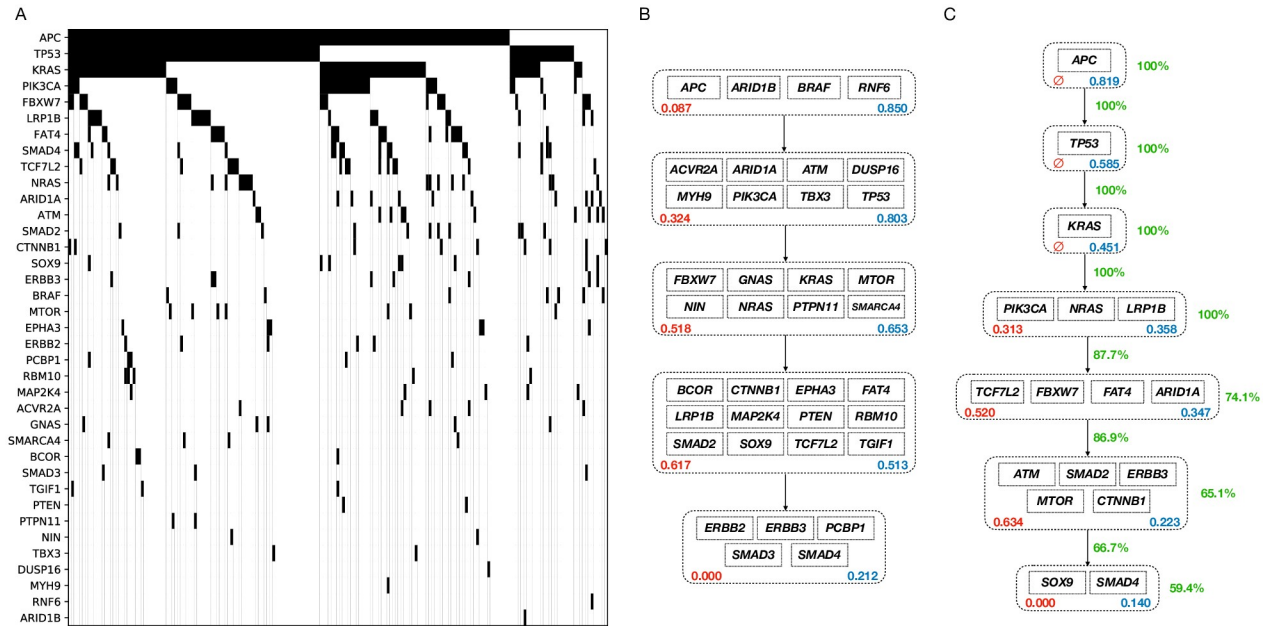 A
APC
TP53
KRAS
PIK3CA
FBXW7
LRP1B
FAT4
SMAD4
TCF7L2
NRAS
ARID1A
ATM
SMAD2
CTNNB1
SOX9
ERBB3
BRAF
MTOR
EPHA3
ERBB2
PCBP1
RBM10
MAP2K4
ACVR2A
GNAS
SMARCA4
BCOR
SMAD3
TGIF1
PTEN
PTPN11
NIN
TBX3
DUSP16
MYH9
RNF6
ARID1B
B
APC ARID1B BRAF RNF6
0.087 0.850
ACVR2A ARID1A ATM DUSP16
MYH9 PIK3CA TBX3 TP53
0.324 0.803
FBXW7 GNAS KRAS MTOR
NIN NRAS PTPN11 SMARCA4
0.518 0.653
BCOR CTNNB1 EPHA3 FAT4
LRP1B MAP2K4 PTEN RBM10
SMAD2 SOX9 TCF7L2 TGIF1
0.617 0.513
ERBB2 ERBB3 PCBP1
SMAD3 SMAD4
0.000 0.212
C
APC
100%
∅ 0.819
100%
TP53
100%
∅ 0.585
100%
KRAS
100%
∅ 0.451
100%
PIK3CA NRAS LRP1B
100%
0.313 0.358
87.7%
TCF7L2 FBXW7 FAT4 ARID1A
74.1%
0.520 0.347
86.9%
ATM SMAD2 ERBB3
65.1%
MTOR CTNNB1
0.634 0.223
66.7%
SOX9 SMAD4
59.4%
0.000 0.140